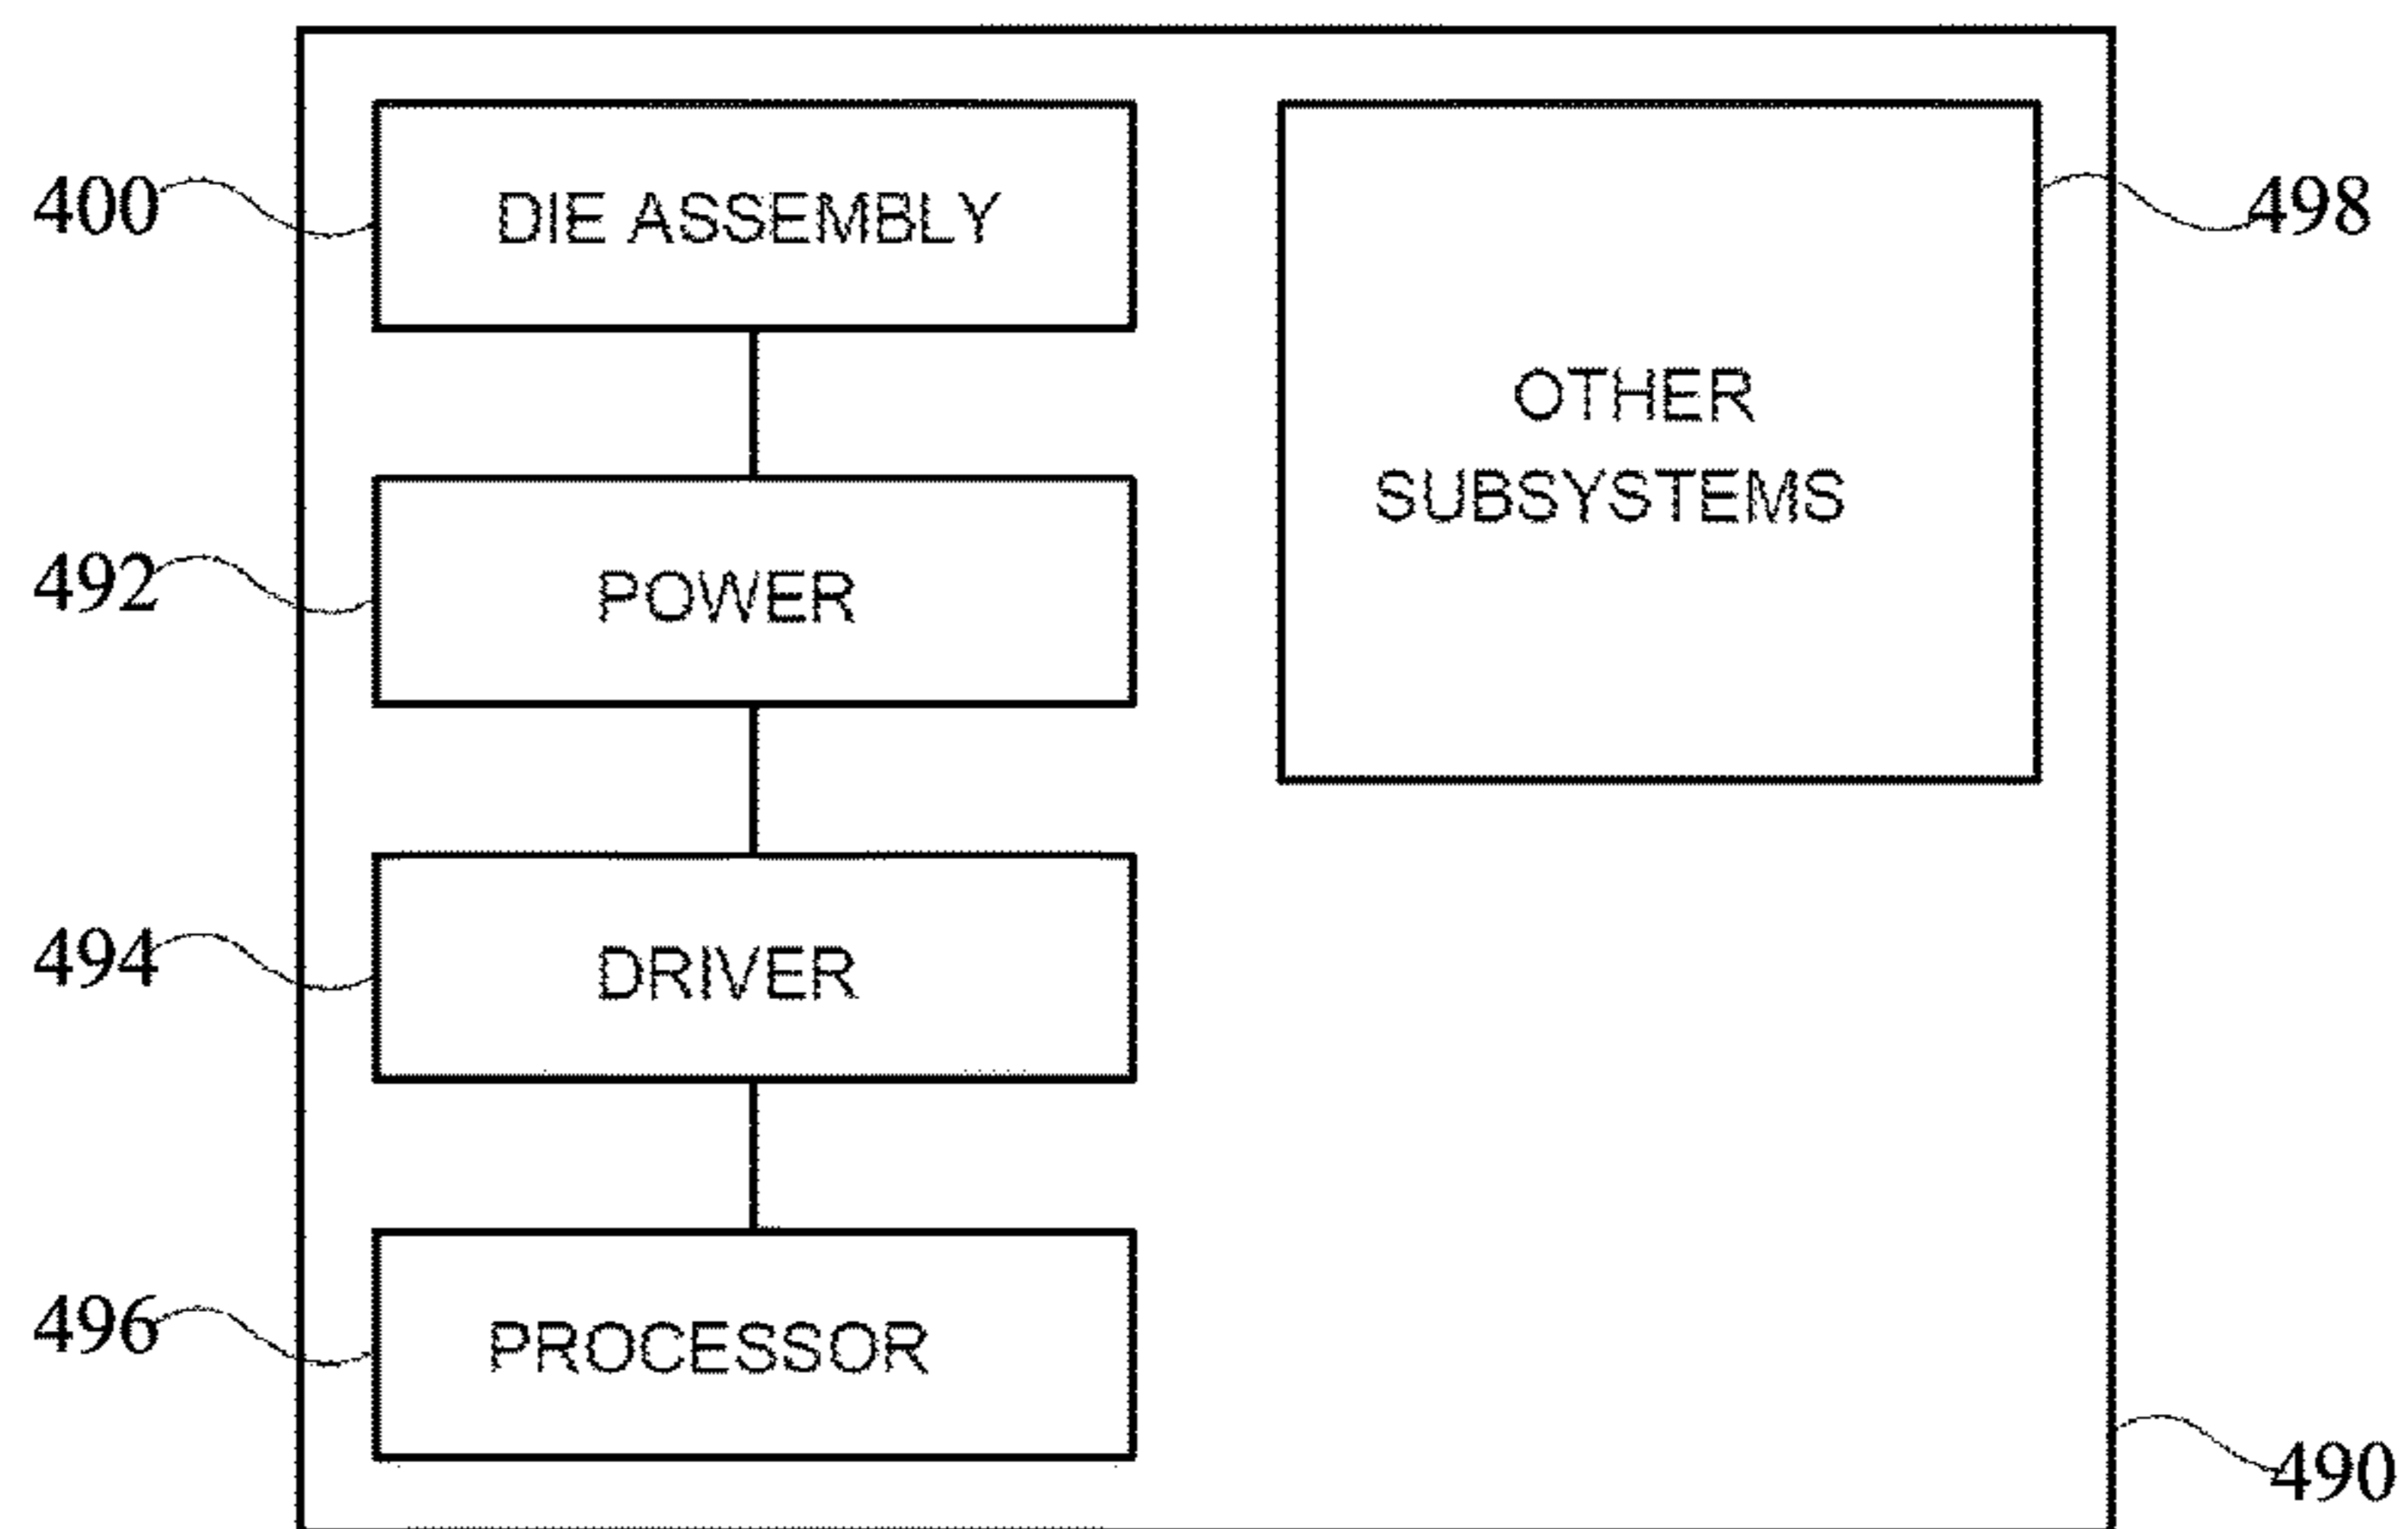 400
DIE ASSEMBLY
498
OTHER
SUBSYSTEMS
492
POWER
494
DRIVER
496
PROCESSOR
490